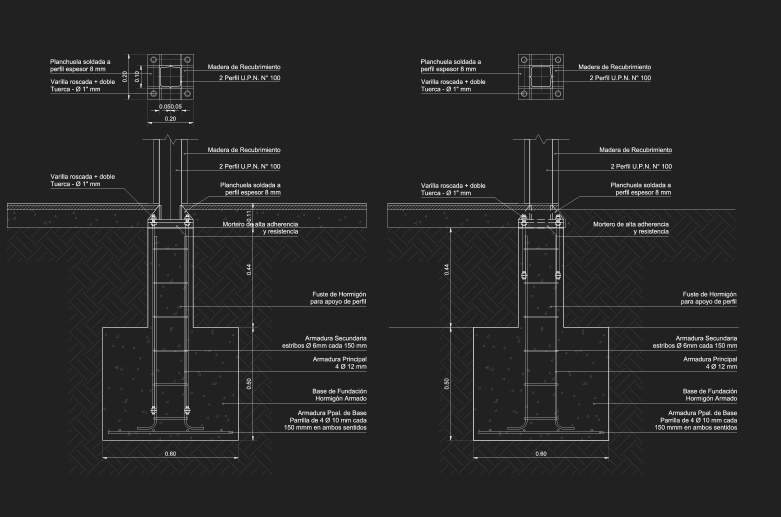 Planchuela soldada a
perfil espesor 8 mm
Varilla roscada + doble
Tuerca - Ø 1" mm
0.20
0.10
Madera de Recubrimiento
2 Perfil U.P.N. N° 100
0.05
0.05
0.20
Madera de Recubrimiento
2 Perfil U.P.N. N° 100
Varilla roscada + doble
Tuerca - Ø 1" mm
Planchuela soldada a
perfil espesor 8 mm
0.11
Mortero de alta adherencia
y resistencia
0.44
Fuste de Hormigón
para apoyo de perfil
Armadura Secundaria
estribos Ø 6mm cada 150 mm
Armadura Principal
4 Ø 12 mm
0.50
Base de Fundación
Hormigón Armado
Armadura Ppal. de Base
Parrilla de 4 Ø 10 mm cada
150 mmm en ambos sentidos
0.60
Planchuela soldada a
perfil espesor 8 mm
Varilla roscada + doble
Tuerca - Ø 1" mm
Madera de Recubrimiento
2 Perfil U.P.N. N° 100
Madera de Recubrimiento
2 Perfil U.P.N. N° 100
Varilla roscada + doble
Tuerca - Ø 1" mm
Planchuela soldada a
perfil espesor 8 mm
Mortero de alta adherencia
y resistencia
0.44
Fuste de Hormigón
para apoyo de perfil
Armadura Secundaria
estribos Ø 6mm cada 150 mm
Armadura Principal
4 Ø 12 mm
0.50
Base de Fundación
Hormigón Armado
Armadura Ppal. de Base
Parrilla de 4 Ø 10 mm cada
150 mmm en ambos sentidos
0.60